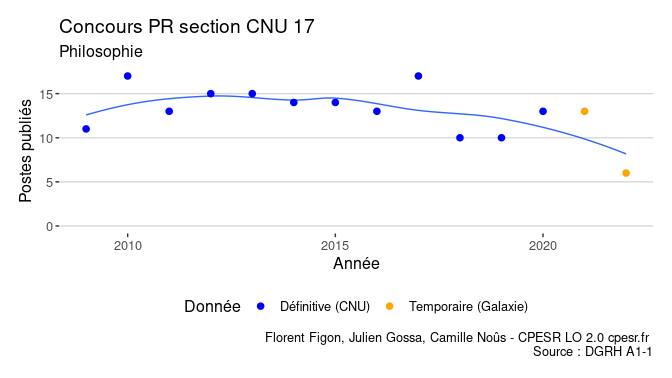 Concours PR section CNU 17
Philosophie
Postes publiés
15
10
5
0
2010
2015
2020
Année
Donnée
Définitive (CNU)
Temporaire (Galaxie)
Florent Figon, Julien Gossa, Camille Noûs - CPESR LO 2.0 cpesr.fr
Source : DGRH A1-1